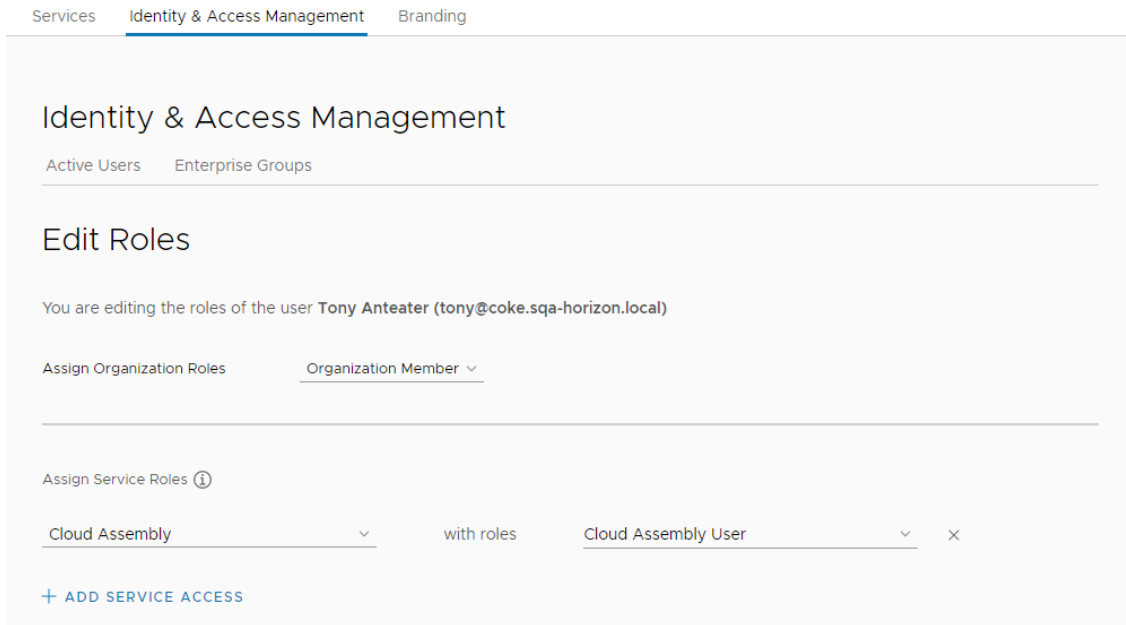 Services Identity & Access Management Branding
Identity & Access Management
Active Users Enterprise Groups
Edit Roles
You are editing the roles of the user Tony Anteater (tony@coke.sqa-horizon.local)
Assign Organization Roles Organization Member
Assign Service Roles
Cloud Assembly with roles Cloud Assembly User
+ ADD SERVICE ACCESS